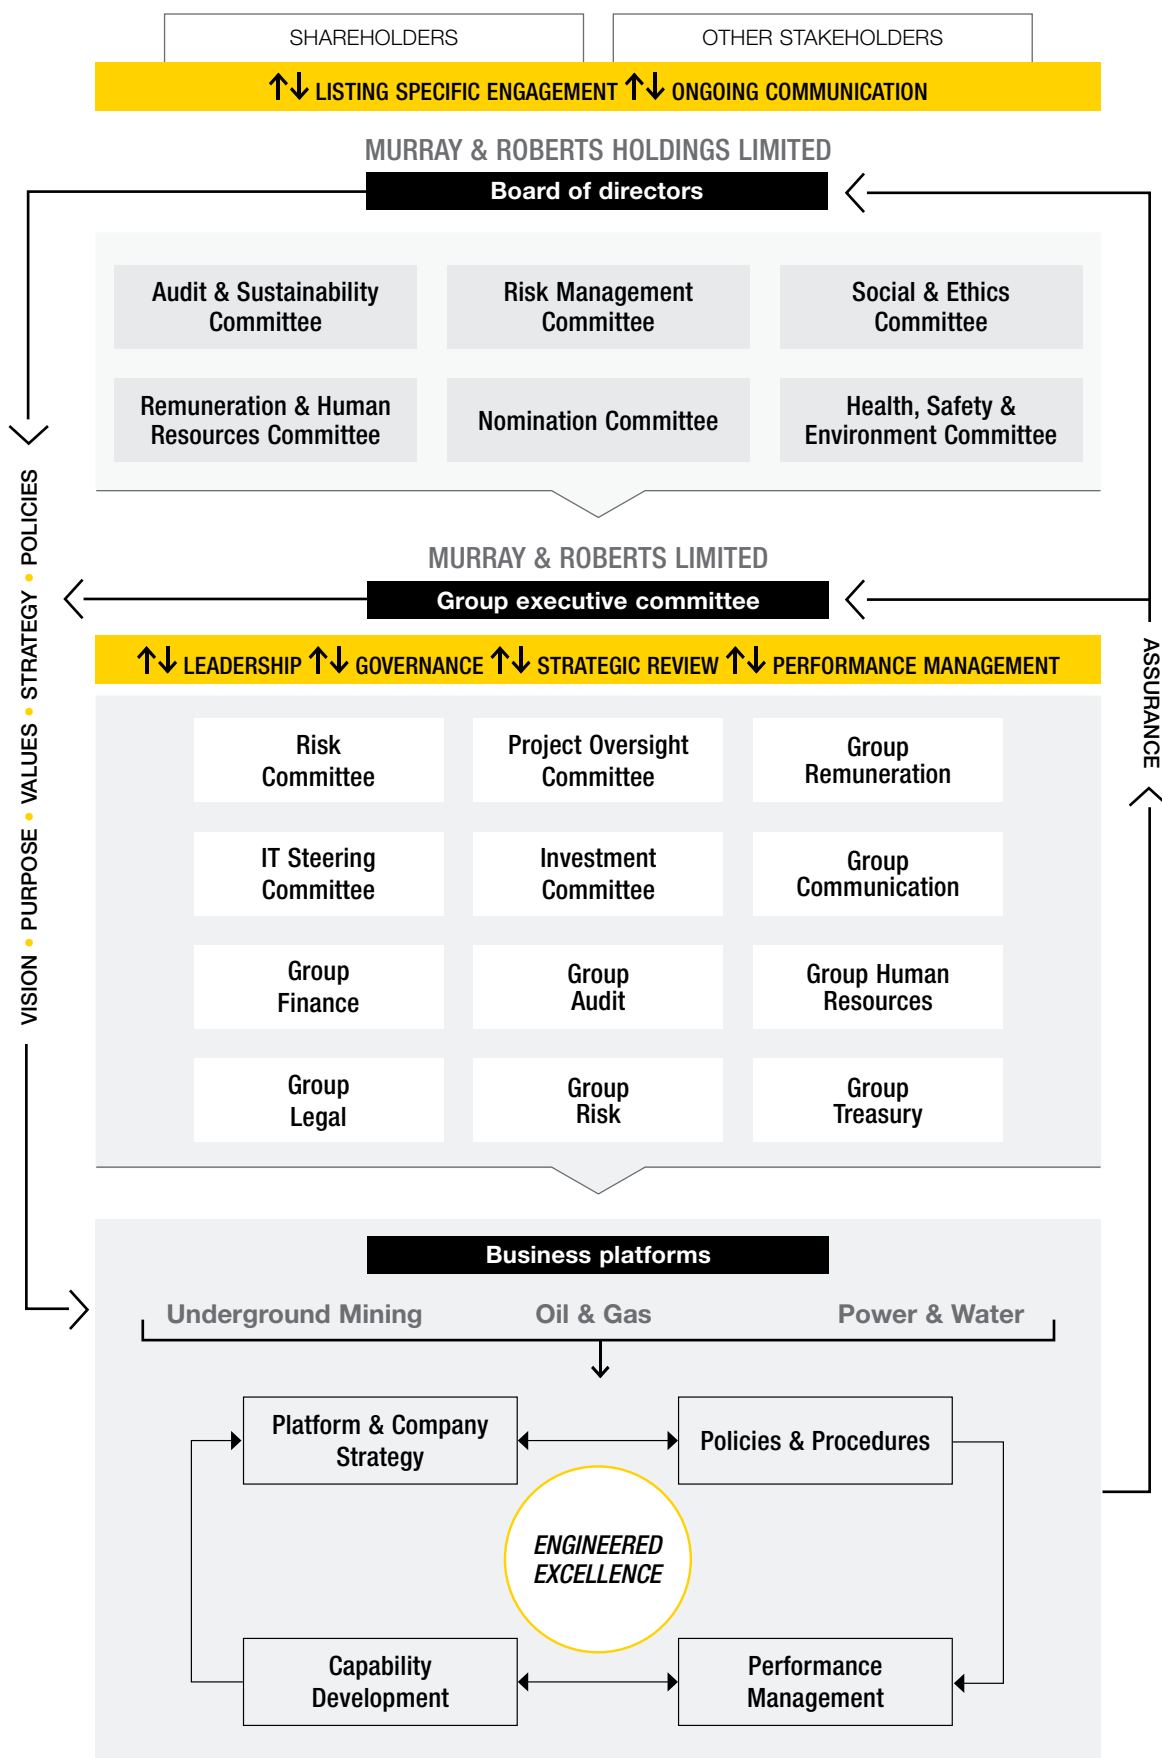 SHAREHOLDERS
OTHER STAKEHOLDERS
↑↓ LISTING SPECIFIC ENGAGEMENT ↑↓ ONGOING COMMUNICATION
MURRAY & ROBERTS HOLDINGS LIMITED
Board of directors
Audit & Sustainability
Committee
Risk Management
Committee
Social & Ethics
Committee
Remuneration & Human
Resources Committee
Nomination Committee
Health, Safety &
Environment Committee
VISION • PURPOSE • VALUES • STRATEGY • POLICIES
MURRAY & ROBERTS LIMITED
Group executive committee
↑↓ LEADERSHIP ↑↓ GOVERNANCE ↑↓ STRATEGIC REVIEW ↑↓ PERFORMANCE MANAGEMENT
ASSURANCE
Risk
Committee
Project Oversight
Committee
Group
Remuneration
IT Steering
Committee
Investment
Committee
Group
Communication
Group
Finance
Group
Audit
Group Human
Resources
Group
Legal
Group
Risk
Group
Treasury
Business platforms
Underground Mining
Oil & Gas
Power & Water
Platform & Company
Strategy
Policies & Procedures
ENGINEERED
EXCELLENCE
Capability
Development
Performance
Management